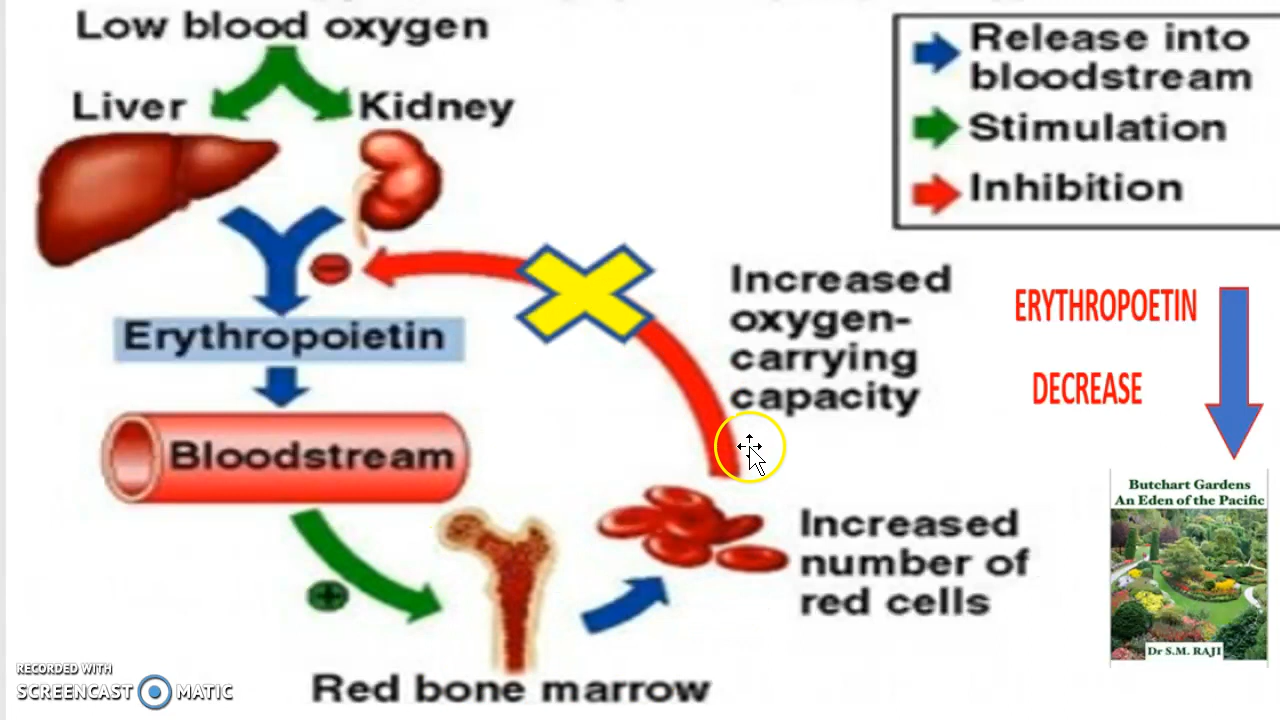 Low blood oxygen
Liver
Kidney
Erythropoietin
Bloodstream
Red bone marrow
Increased
number of
red cells
Increased
oxygen-
carrying
capacity
Release into
bloodstream
Stimulation
Inhibition
ERYTHROPOETIN
DECREASE
Butchart Gardens
An Eden of the Pacific
Dr S.M. RAJI
RECORDED WITH
SCREENCAST MATIC